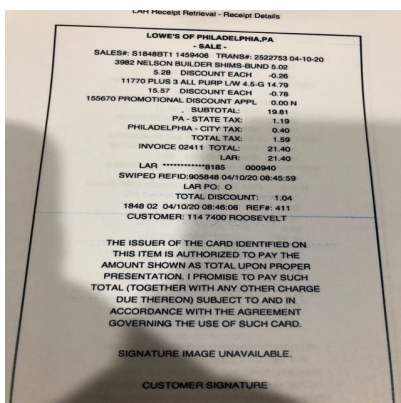 LAR Receipt Retrieval - Receipt Details
LOWE'S OF PHILADELPHIA,PA
- SALE -
SALES#: S1848BT1 1459406 TRANS#: 2522753 04-10-20
3982 NELSON BUILDER SHIMS-BUND 5.02
5.28 DISCOUNT EACH -0.26
11770 PLUS 3 ALL PURP L/W 4.5-G 14.79
15.57 DISCOUNT EACH -0.78
155670 PROMOTIONAL DISCOUNT APPL 0.00 N
. SUBTOTAL: 19.81
PA - STATE TAX: 1.19
PHILADELPHIA - CITY TAX: 0.40
TOTAL TAX: 1.59
INVOICE 02411 TOTAL: 21.40
LAR: 21.40
LAR ************8185 000940
SWIPED REFID:905848 04/10/20 08:45:59
LAR PO: O
TOTAL DISCOUNT: 1.04
1848 02 04/10/20 08:46:06 REF#: 411
CUSTOMER: 114 7400 ROOSEVELT
THE ISSUER OF THE CARD IDENTIFIED ON
THIS ITEM IS AUTHORIZED TO PAY THE
AMOUNT SHOWN AS TOTAL UPON PROPER
PRESENTATION. I PROMISE TO PAY SUCH
TOTAL (TOGETHER WITH ANY OTHER CHARGE
DUE THEREON) SUBJECT TO AND IN
ACCORDANCE WITH THE AGREEMENT
GOVERNING THE USE OF SUCH CARD.
SIGNATURE IMAGE UNAVAILABLE.
CUSTOMER SIGNATURE